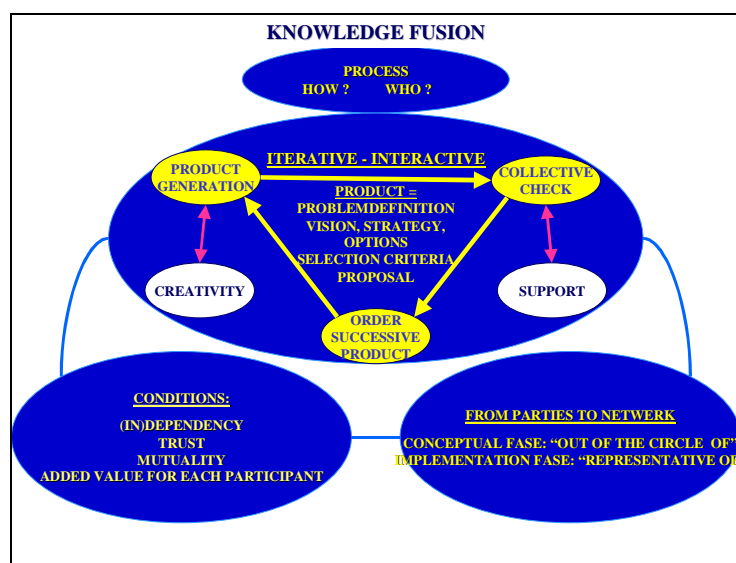 KNOWLEDGE FUSION
PROCESS
HOW ? WHO ?
ITERATIVE - INTERACTIVE
PRODUCT
GENERATION
COLLECTIVE
CHECK
PRODUCT =
PROBLEMDEFINITION
VISION, STRATEGY,
OPTIONS
SELECTION CRITERIA
PROPOSAL
CREATIVITY
SUPPORT
ORDER
SUCCESSIVE
PRODUCT
CONDITIONS:
(IN)DEPENDENCY
TRUST
MUTUALITY
ADDED VALUE FOR EACH PARTICIPANT
FROM PARTIES TO NETWERK
CONCEPTUAL FASE: “OUT OF THE CIRCLE OF”
IMPLEMENTATION FASE: “REPRESENTATIVE